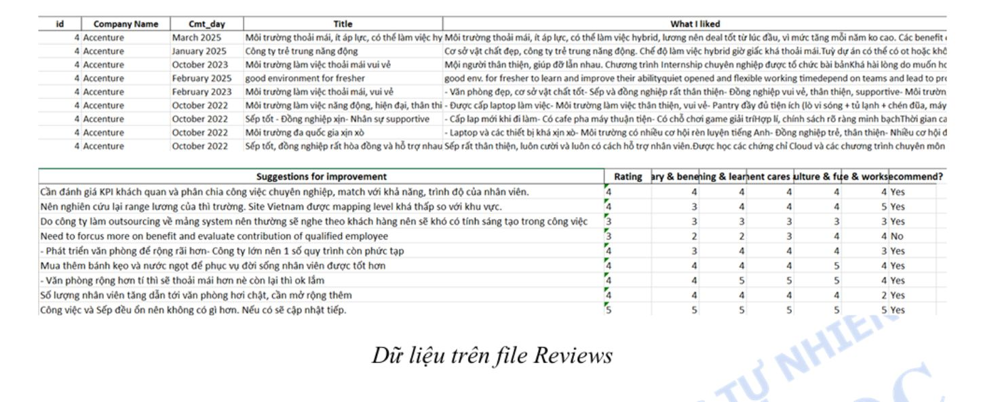 id Company Name Cmt_day Title What I liked
4 Accenture March 2025 Môi trường thoải mái, ít áp lực, có thể làm việc hy Môi trường thoải mái, ít áp lực, có thể làm việc hybrid, lương nên deal tốt từ lúc đầu, vì mức tăng mỗi năm ko cao. Các benefit
4 Accenture January 2025 Công ty trẻ trung năng động Cơ sở vật chất đẹp, công ty trẻ trung năng động. Chế độ làm việc hybrid giờ giấc khá thoải mái.Tuỳ dự án có thể có ot hoặc khô
4 Accenture October 2023 Môi trường làm việc thoải mái vui vẻ Mọi người thân thiện, giúp đỡ lẫn nhau. Chương trình Internship chuyên nghiệp được tổ chức bài bảnKhá hài lòng do muốn họ
4 Accenture February 2025 good environment for fresher good env. for fresher to learn and improve their abilityquiet opened and flexible working timedepend on teams and lead to pro
4 Accenture February 2023 Môi trường làm việc thoải mái, vui vẻ - Văn phòng đẹp, cơ sở vật chất tốt- Sếp và đồng nghiệp rất thân thiện- Đồng nghiệp vui vẻ, thân thiện, supportive- Môi trườn
4 Accenture October 2022 Môi trường làm việc năng động, hiện đại, thân thi - Được cấp laptop làm việc- Môi trường làm việc thân thiện, vui vẻ- Pantry đầy đủ tiện ích (lò vi sóng + tủ lạnh + chén đũa, máy
4 Accenture October 2022 Sếp tốt - Đồng nghiệp xịn- Nhân sự supportive - Cấp lap mới khi đi làm- Có cafe pha máy thuận tiện- Có chỗ chơi game giải tríHợp lí, chính sách rõ ràng minh bạchThời gian ca
4 Accenture October 2022 Môi trường đa quốc gia xịn xò - Laptop và các thiết bị khá xịn xò- Môi trường có nhiều cơ hội rèn luyện tiếng Anh- Đồng nghiệp trẻ, thân thiện- Nhiều cơ hội đ
4 Accenture October 2022 Sếp tốt, đồng nghiệp rất hòa đồng và hỗ trợ nhau Sếp rất thân thiện, luôn cười và luôn có cách hỗ trợ nhân viên.Được học các chứng chỉ Cloud và các chương trình chuyên môn
Suggestions for improvement Rating ary & bene ning & lear ent cares ulture & fu ce & works ecommend?
Cần đánh giá KPI khách quan và phân chia công việc chuyên nghiệp, match với khả năng, trình độ của nhân viên. 4 4 4 4 4 4 Yes
Nên nghiên cứu lại range lương của thì trường. Site Vietnam được mapping level khá thấp so với khu vực. 4 3 4 4 4 5 Yes
Do công ty làm outsourcing về mảng system nên thường sẽ nghe theo khách hàng nên sẽ khó có tính sáng tạo trong công việc 3 3 3 3 3 3 Yes
Need to forcus more on benefit and evaluate contribution of qualified employee 3 2 2 3 4 4 No
- Phát triển văn phòng để rộng rãi hơn- Công ty lớn nên 1 số quy trình còn phức tạp 4 3 4 4 4 3 Yes
Mua thêm bánh kẹo và nước ngọt để phục vụ đời sống nhân viên được tốt hơn 4 4 4 4 5 4 Yes
- Văn phòng rộng hơn tí thì sẽ thoải mái hơn nè còn lại thì ok lắm 4 4 5 5 5 4 Yes
Số lượng nhân viên tăng dẫn tới văn phòng hơi chật, cần mở rộng thêm 4 4 4 4 4 2 Yes
Công việc và Sếp đều ổn nên không có gì hơn. Nếu có sẽ cập nhật tiếp. 5 5 5 5 5 5 Yes
Dữ liệu trên file Reviews
TỰ NHIÊN